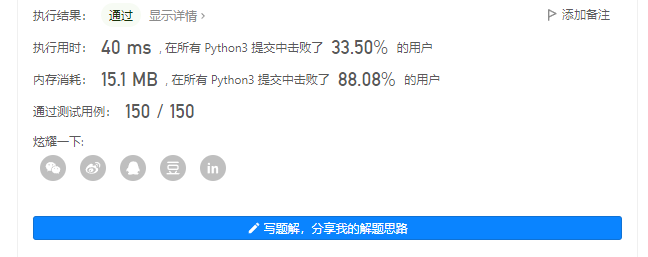 执行结果： 通过 显示详情 › 添加备注
执行用时： 40 ms , 在所有 Python3 提交中击败了 33.50% 的用户
内存消耗： 15.1 MB , 在所有 Python3 提交中击败了 88.08% 的用户
通过测试用例： 150 / 150
炫耀一下:
豆 in
写题解，分享我的解题思路